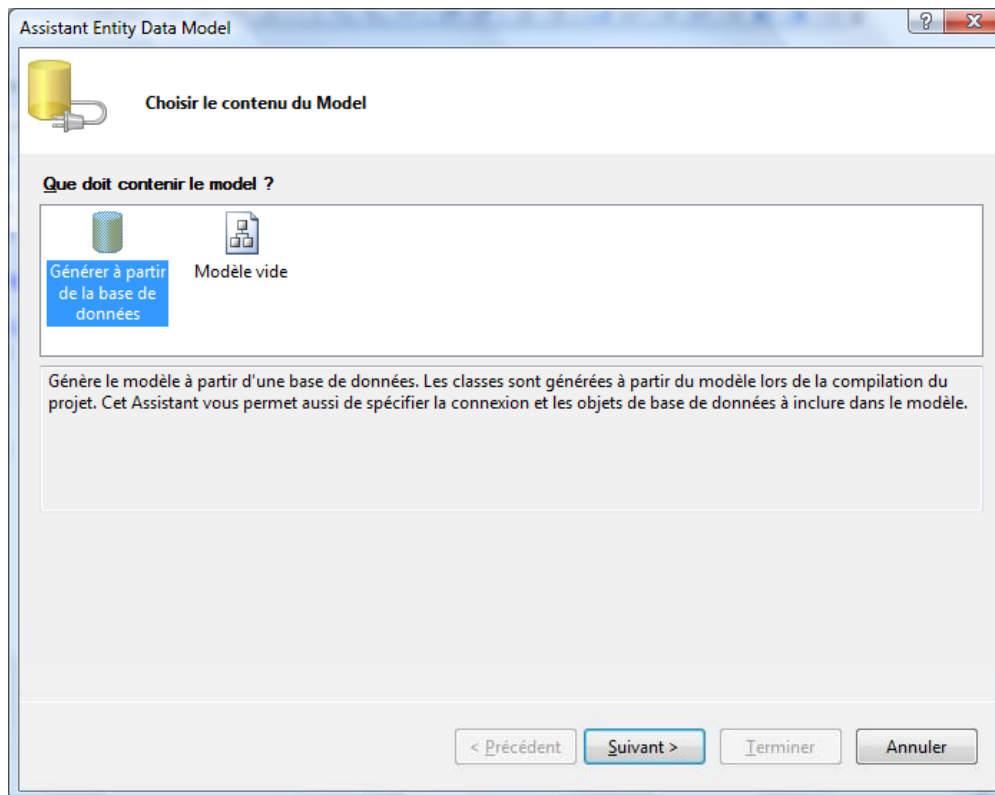 Assistant Entity Data Model
Choisir le contenu du Model
Que doit contenir le model ?
Générer à partir
de la base de
données
Modèle vide
Génère le modèle à partir d'une base de données. Les classes sont générées à partir du modèle lors de la compilation du
projet. Cet Assistant vous permet aussi de spécifier la connexion et les objets de base de données à inclure dans le modèle.
< Précédent
Suivant >
Terminer
Annuler